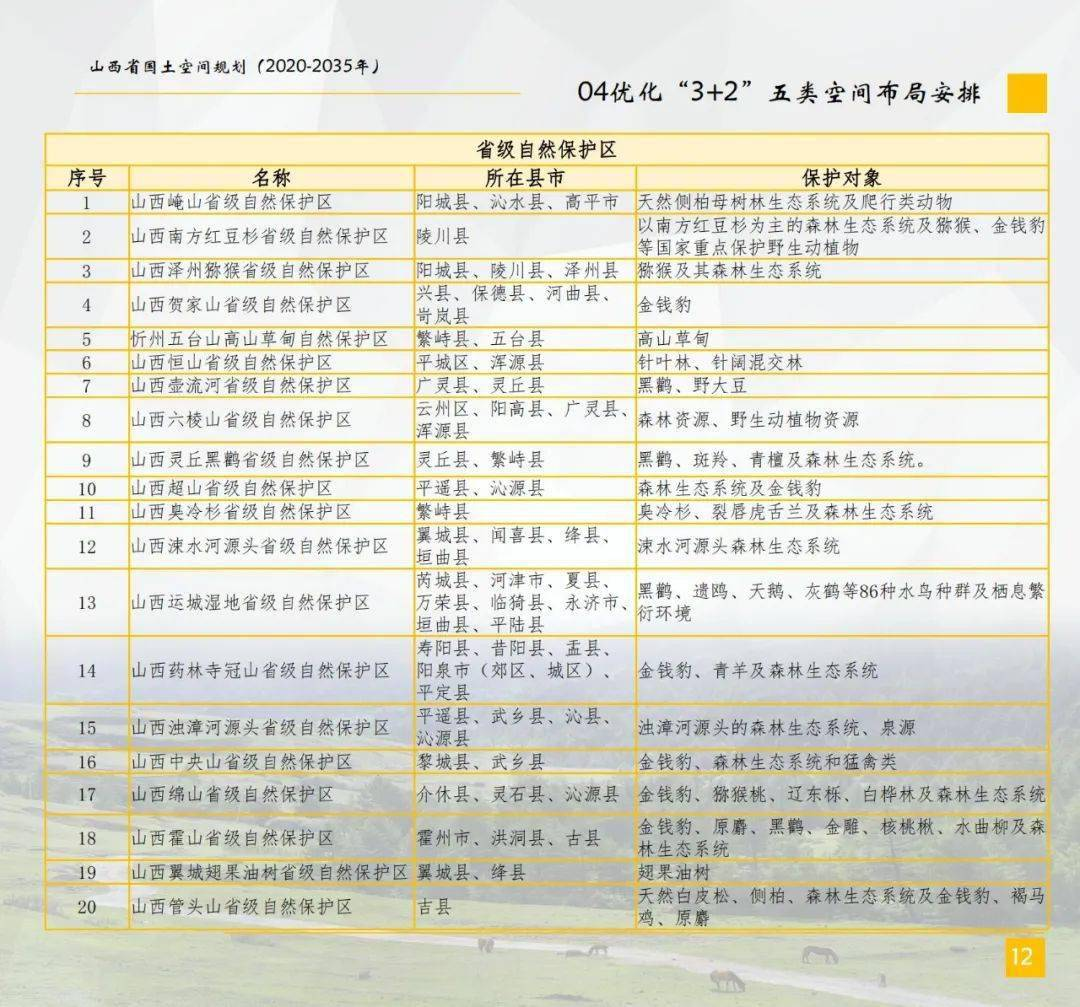 山西省国土空间规划（2020-2035年）
04优化“3+2”五类空间布局安排
省级自然保护区
序号 名称 所在县市 保护对象
1 山西崦山省级自然保护区 阳城县、沁水县、高平市 天然侧柏母树林生态系统及爬行类动物
2 山西南方红豆杉省级自然保护区 陵川县 以南方红豆杉为主的森林生态系统及猕猴、金钱豹
等国家重点保护野生动植物
3 山西泽州猕猴省级自然保护区 阳城县、陵川县、泽州县 猕猴及其森林生态系统
4 山西贺家山省级自然保护区 兴县、保德县、河曲县、
岢岚县 金钱豹
5 忻州五台山高山草甸自然保护区 繁峙县、五台县 高山草甸
6 山西恒山省级自然保护区 平城区、浑源县 针叶林、针阔混交林
7 山西壶流河省级自然保护区 广灵县、灵丘县 黑鹳、野大豆
8 山西六棱山省级自然保护区 云州区、阳高县、广灵县、
浑源县 森林资源、野生动植物资源
9 山西灵丘黑鹳省级自然保护区 灵丘县、繁峙县 黑鹳、斑羚、青檀及森林生态系统。
10 山西超山省级自然保护区 平遥县、沁源县 森林生态系统及金钱豹
11 山西臭冷杉省级自然保护区 繁峙县 臭冷杉、裂唇虎舌兰及森林生态系统
12 山西涑水河源头省级自然保护区 翼城县、闻喜县、绛县、
垣曲县 涑水河源头森林生态系统
13 山西运城湿地省级自然保护区 芮城县、河津市、夏县、
万荣县、临猗县、永济市、
垣曲县、平陆县 黑鹳、遗鸥、天鹅、灰鹤等86种水鸟种群及栖息繁
衍环境
14 山西药林寺冠山省级自然保护区 寿阳县、昔阳县、盂县、
阳泉市（郊区、城区）、
平定县 金钱豹、青羊及森林生态系统
15 山西浊漳河源头省级自然保护区 平遥县、武乡县、沁县、
沁源县 浊漳河源头的森林生态系统、泉源
16 山西中央山省级自然保护区 黎城县、武乡县 金钱豹、森林生态系统和猛禽类
17 山西绵山省级自然保护区 介休县、灵石县、沁源县 金钱豹、猕猴桃、辽东栎、白桦林及森林生态系统
18 山西霍山省级自然保护区 霍州市、洪洞县、古县 金钱豹、原麝、黑鹳、金雕、核桃楸、水曲柳及森
林生态系统
19 山西翼城翅果油树省级自然保护区 翼城县、绛县 翅果油树
20 山西管头山省级自然保护区 吉县 天然白皮松、侧柏、森林生态系统及金钱豹、褐马
鸡、原麝
12